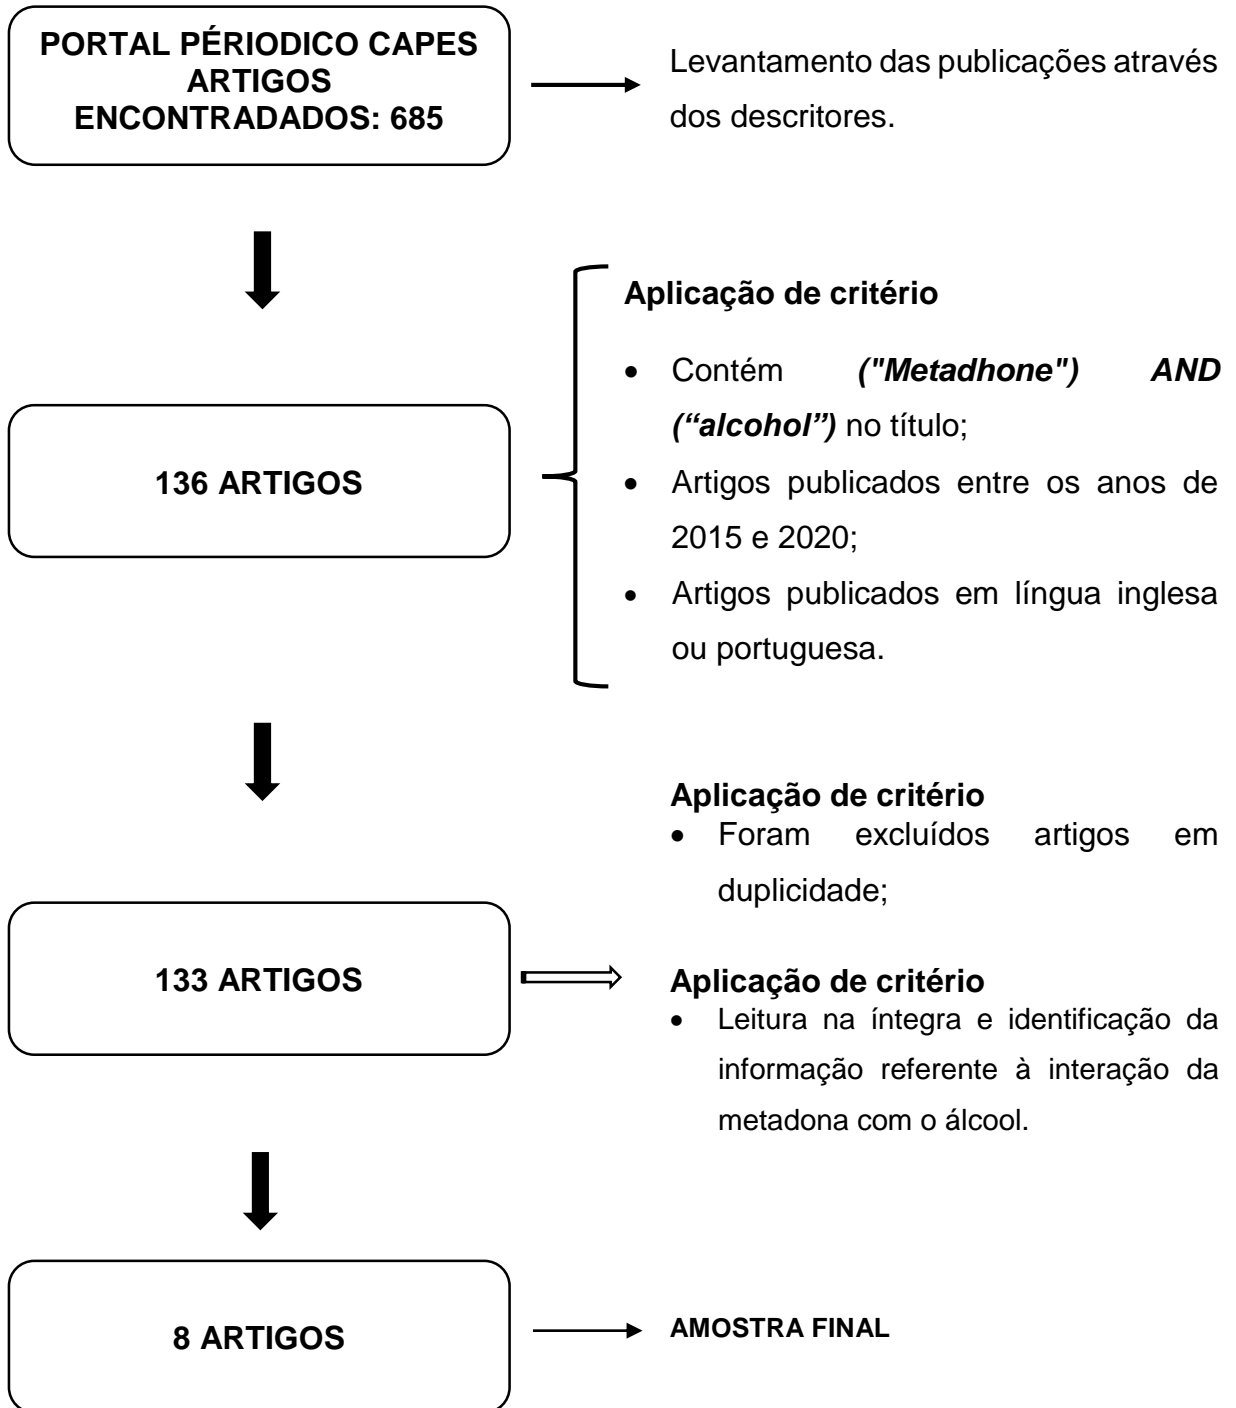 PORTAL PÉRIODICO CAPES
ARTIGOS
ENCONTRADADOS: 685
Levantamento das publicações através
dos descritores.
136 ARTIGOS
Aplicação de critério
• Contém ("Metadhone") AND
(“alcohol”) no título;
• Artigos publicados entre os anos de
2015 e 2020;
• Artigos publicados em língua inglesa
ou portuguesa.
133 ARTIGOS
Aplicação de critério
• Foram excluídos artigos em
duplicidade;
Aplicação de critério
• Leitura na íntegra e identificação da
informação referente à interação da
metadona com o álcool.
8 ARTIGOS
AMOSTRA FINAL